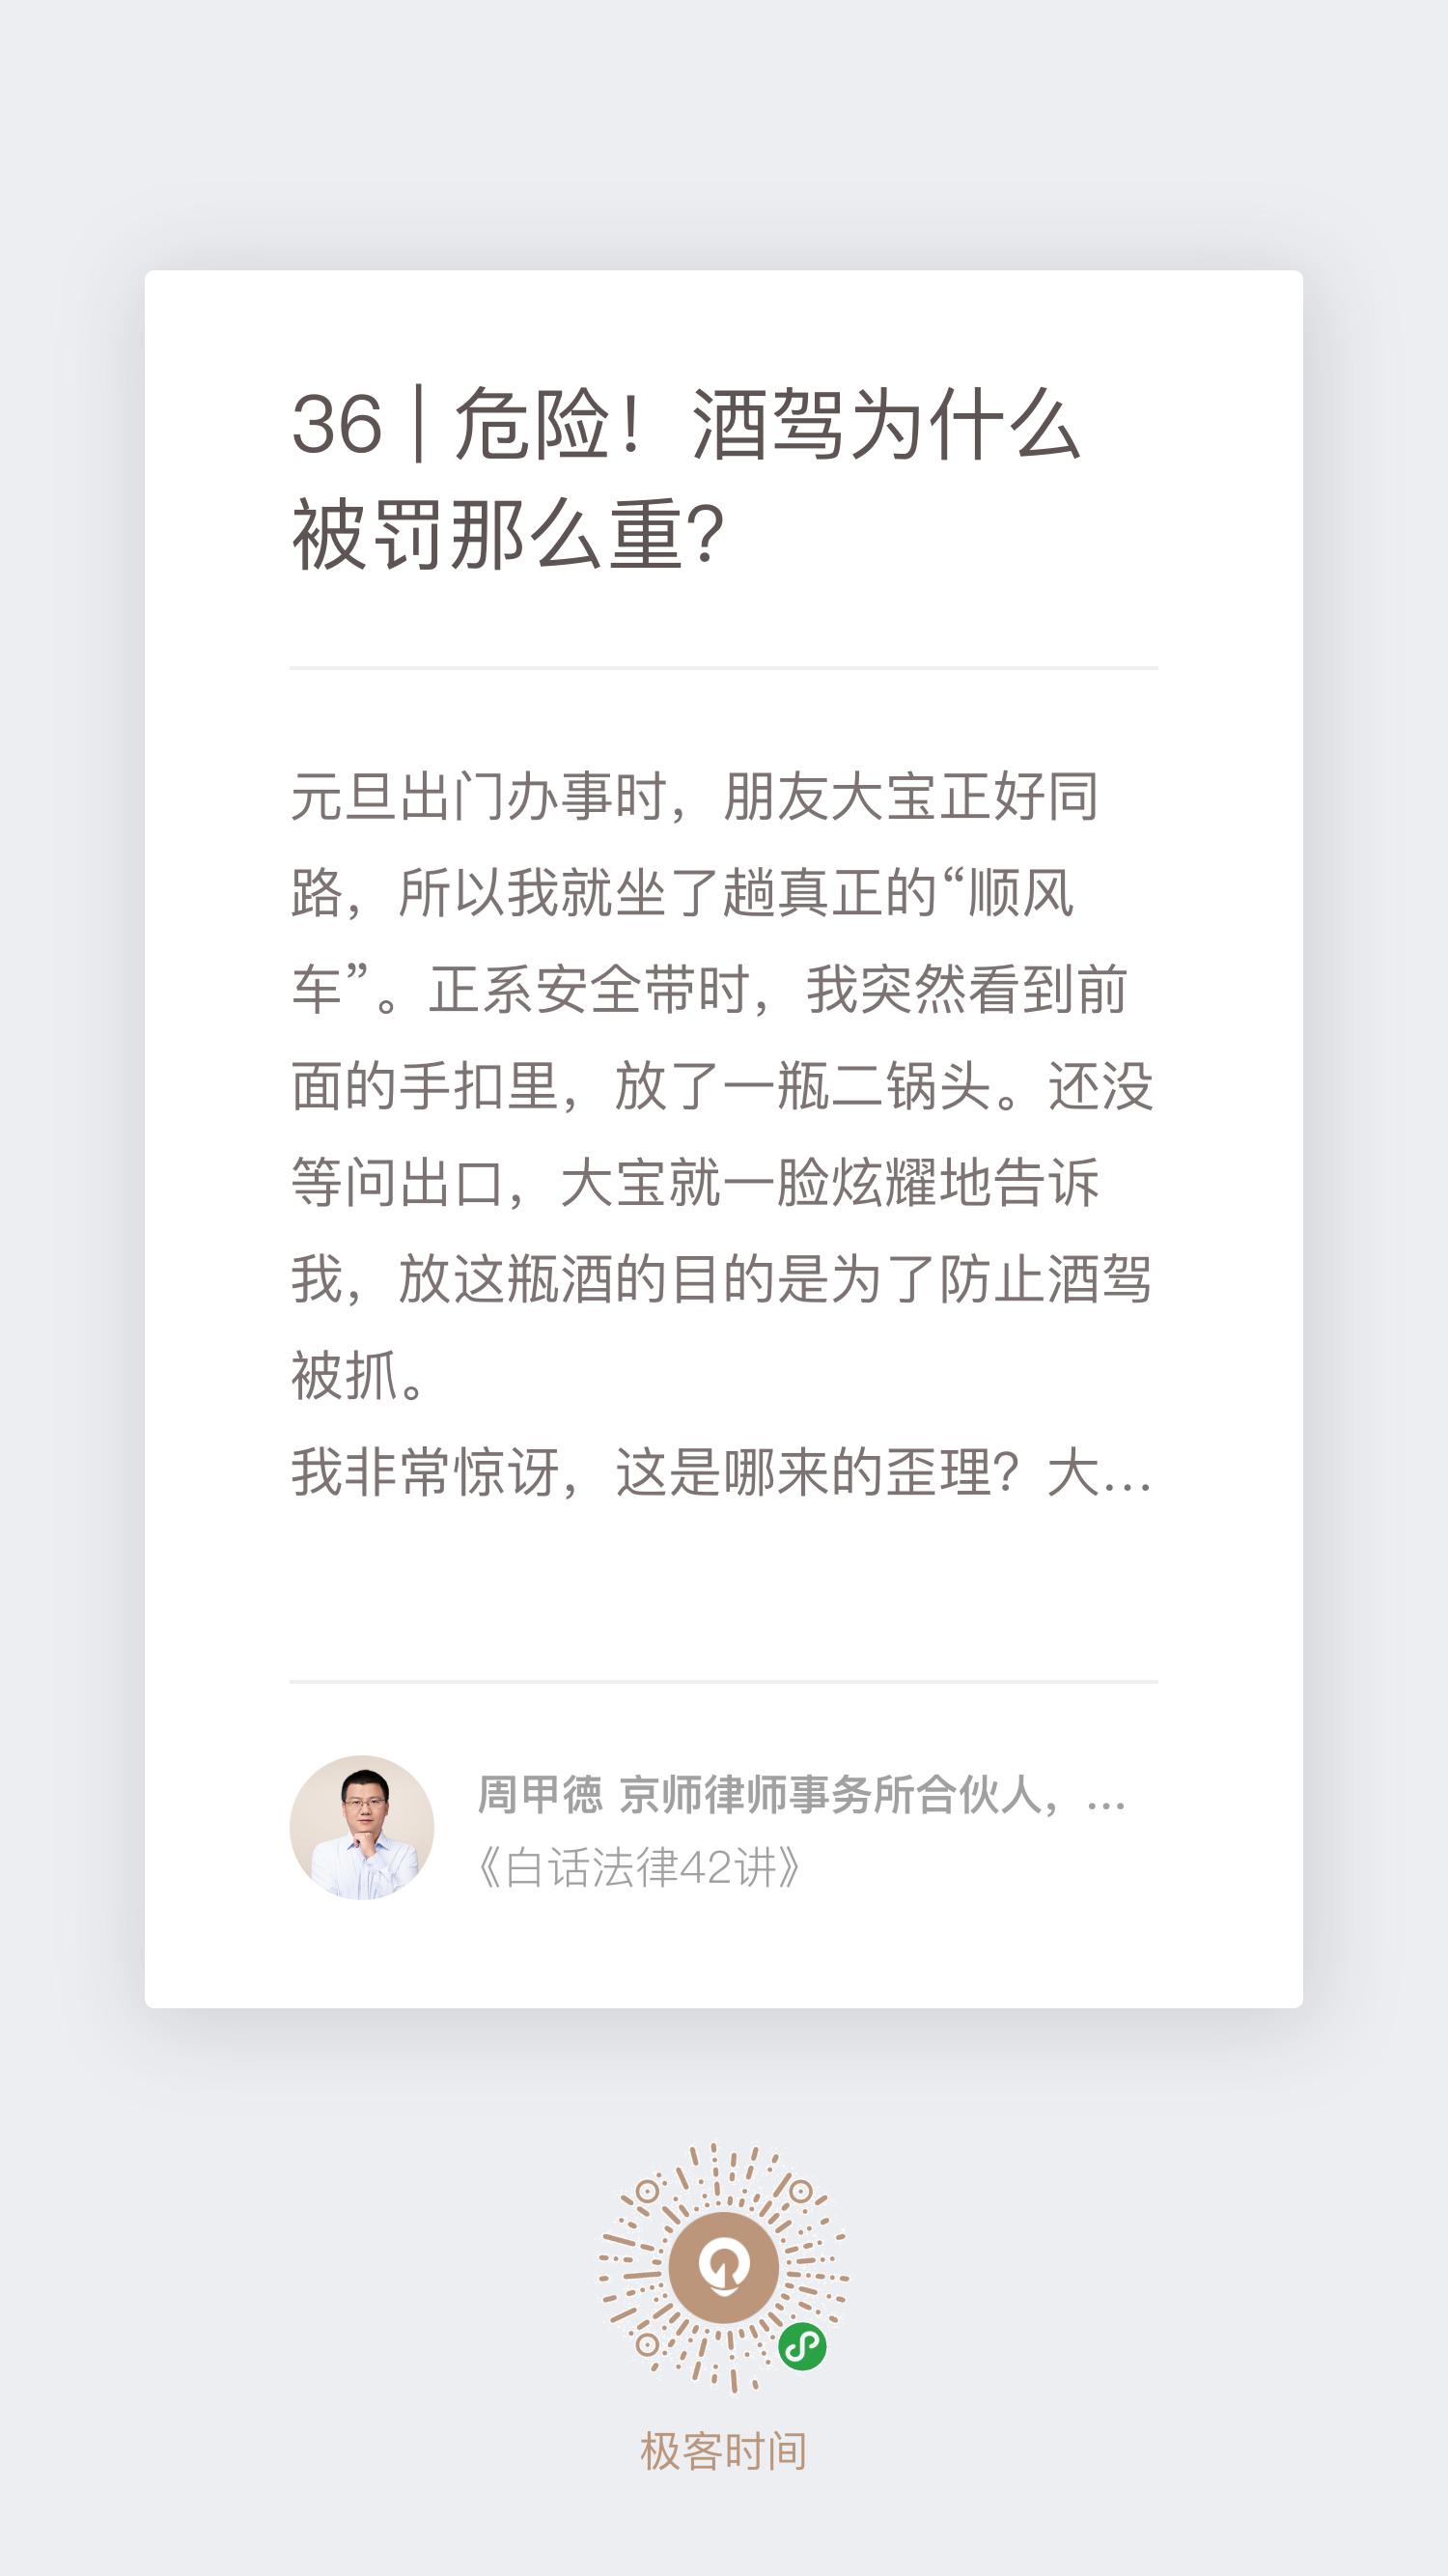 36 | 危险！酒驾为什么
被罚那么重？
元旦出门办事时，朋友大宝正好同
路，所以我就坐了趟真正的“顺风
车”。正系安全带时，我突然看到前
面的手扣里，放了一瓶二锅头。还没
等问出口，大宝就一脸炫耀地告诉
我，放这瓶酒的目的是为了防止酒驾
被抓。
我非常惊讶，这是哪来的歪理？大...
周甲徳 京师律师事务所合伙人，...
《白话法律42讲》
极客时间